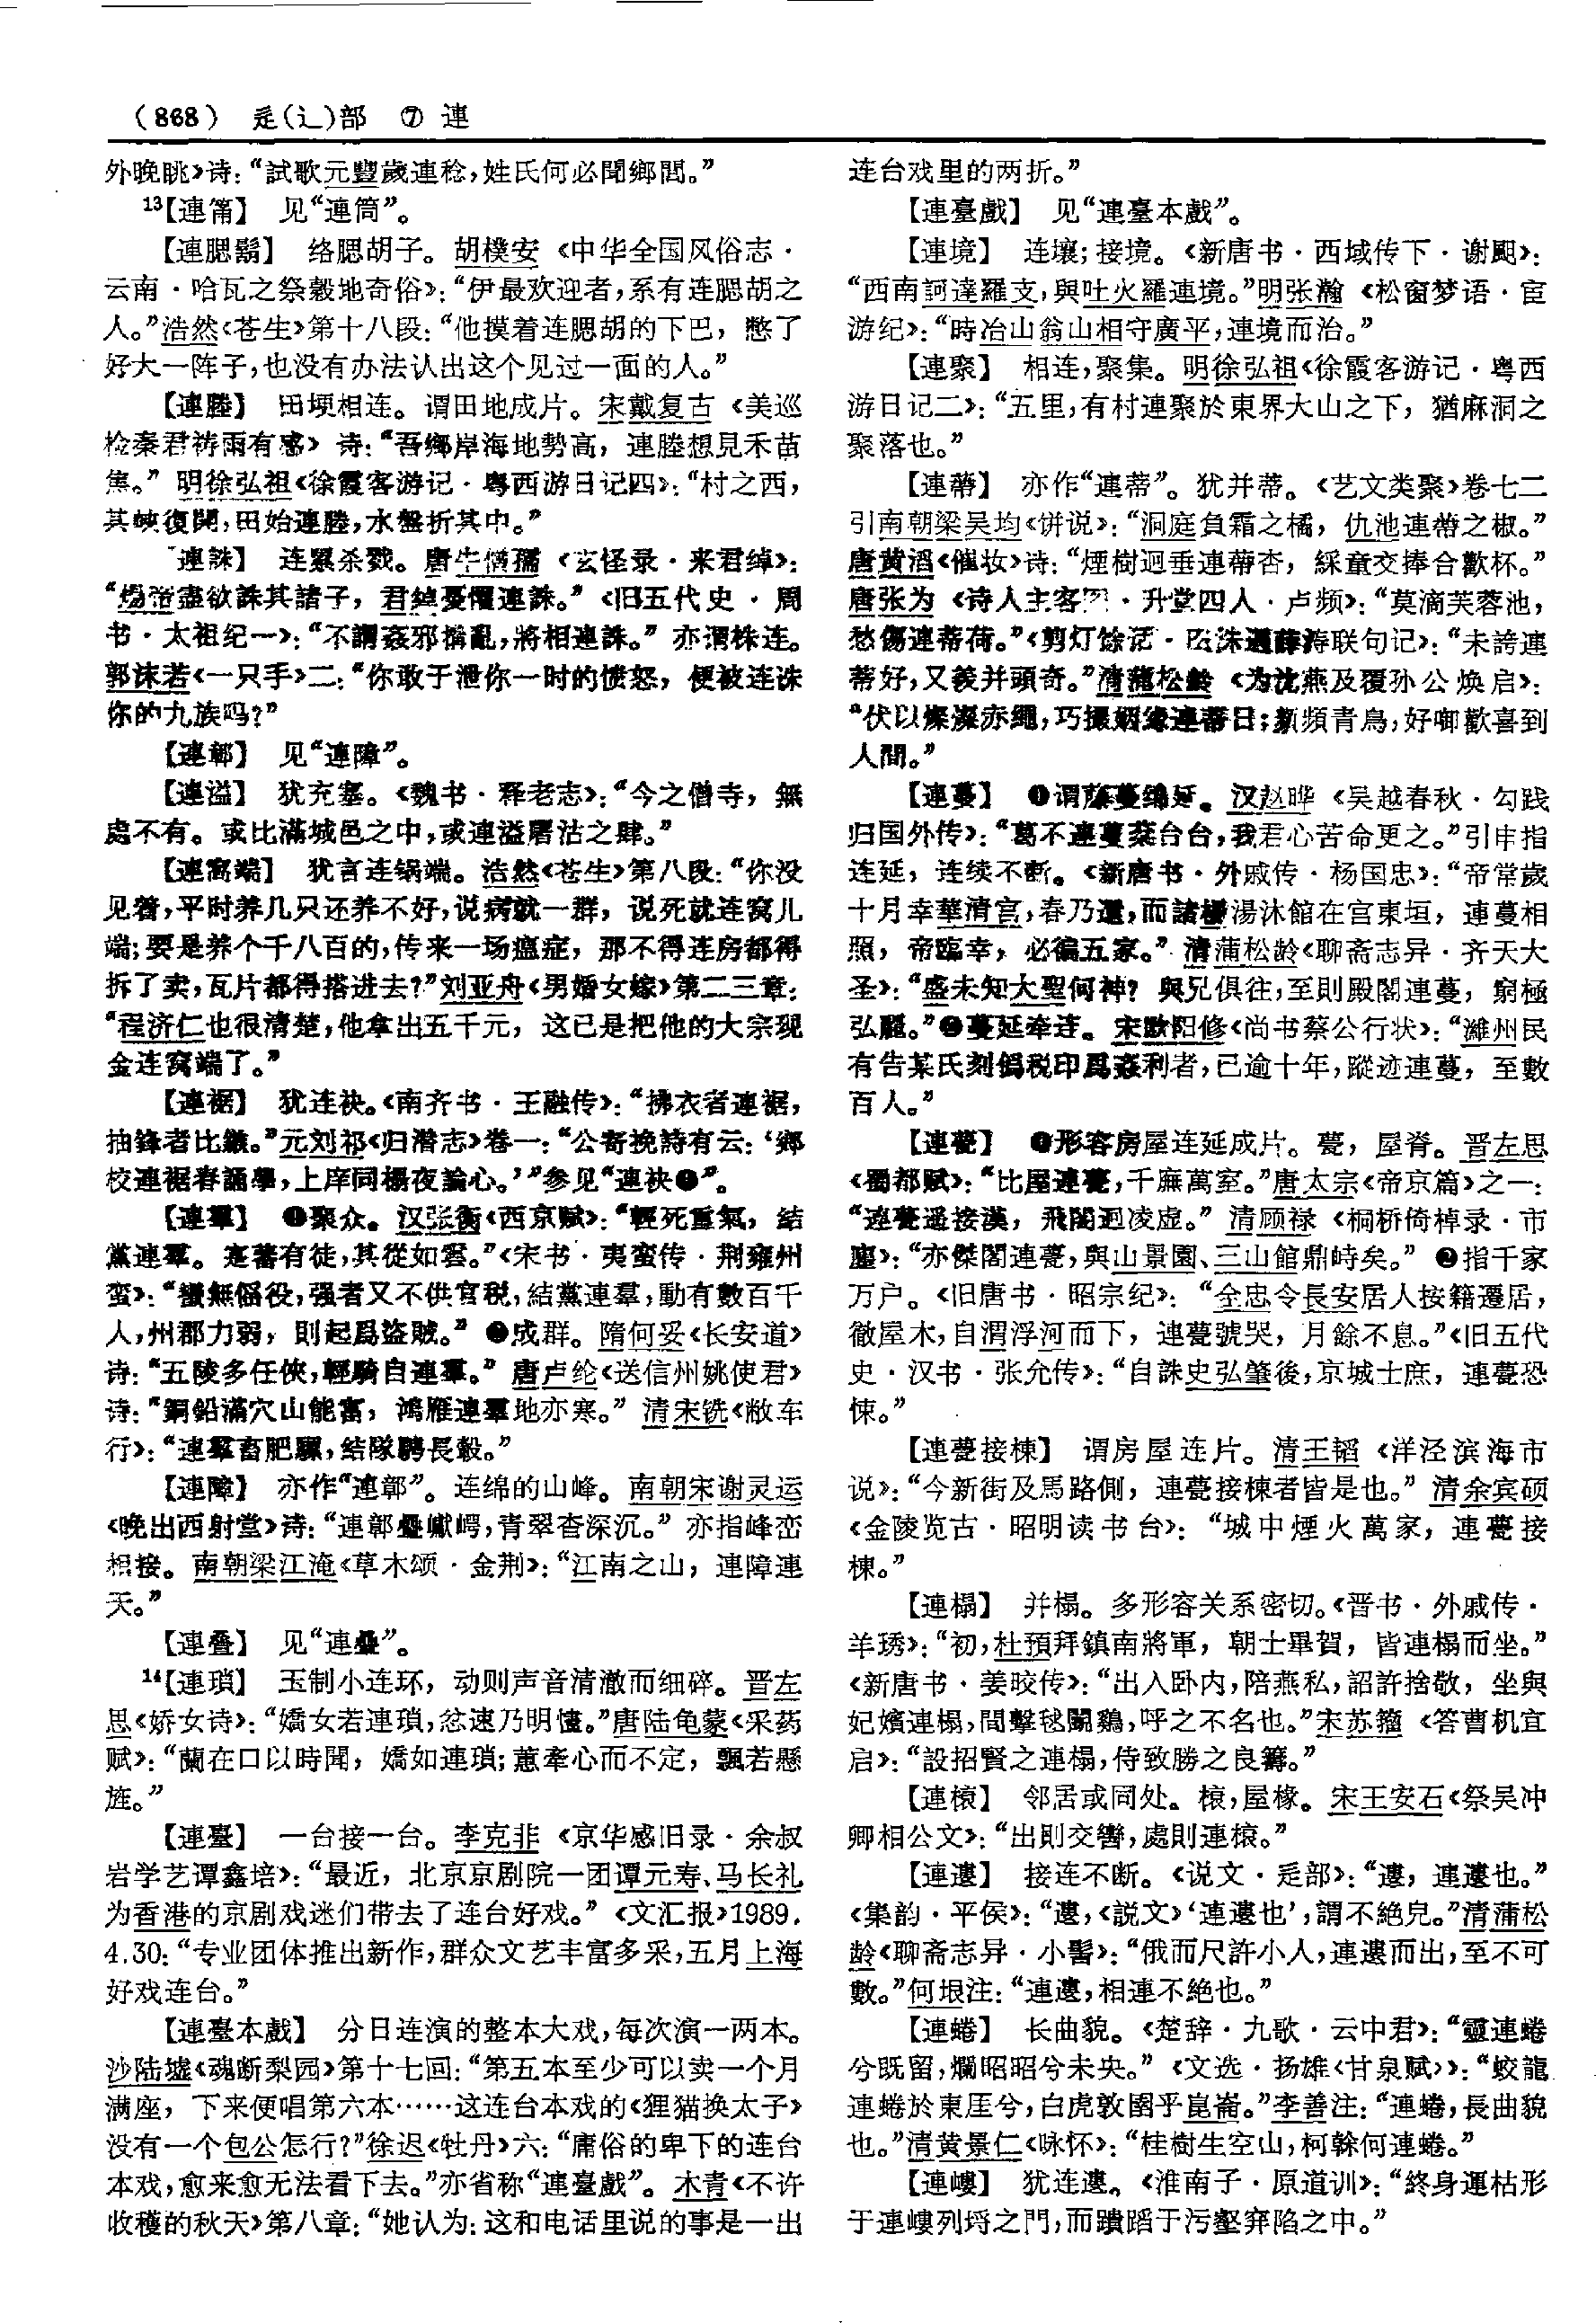 （868） 辵(辶)部 ⑦ 連
外晚眺》诗：“試歌元豐歲連稔，姓氏何必聞鄉閭。”
13【連筩】 见“連筒”。
【連腮鬍】 络腮胡子。胡樸安《中华全国风俗志·
云南·哈瓦之祭榖地奇俗》：“伊最欢迎者，系有连腮胡之
人。”浩然《苍生》第十八段：“他摸着连腮胡的下巴，憋了
好大一阵子，也没有办法认出这个见过一面的人。”
【連塍】 田埂相连。谓田地成片。宋戴复古《美巡
检秦君祷雨有感》诗：“吾鄉岸海地勢高，連塍想見禾苗
焦。”明徐弘祖《徐霞客游记·粤西游日记四》：“村之西，
其峽復開，田始連塍，水盤折其中。”
連誅】 连累杀戮。唐牛僧孺《玄怪录·来君绰》：
“煬帝盡欲誅其諸子，君綽憂懼連誅。”《旧五代史·周
书·太祖纪一》：“不謂姦邪構亂，將相連誅。”亦谓株连。
郭沫若《一只手》二：“你敢于泄你一时的愤怒，便被连诛
你的九族吗？”
【連鄣】 见“連障”。
【連溢】 犹充塞。《魏书·释老志》：“今之僧寺，無
處不有。或比滿城邑之中，或連溢屠沽之肆。”
【連窩端】 犹言连锅端。浩然《苍生》第八段：“你没
见着，平时养几只还养不好，说病就一群，说死就连窝儿
端；要是养个千八百的，传来一场瘟症，那不得连房都得
拆了卖，瓦片都得搭进去？”刘亚舟《男婚女嫁》第二三章：
“程济仁也很清楚，他拿出五千元，这已是把他的大宗现
金连窝端了。”
【連裾】 犹连袂。《南齐书·王融传》：“拂衣者連裾，
抽鋒者比鏃。”元刘祁《归潜志》卷一：“公寄挽詩有云：‘鄉
校連裾春誦學，上庠同榻夜論心。’”参见“連袂❶”。
【連羣】 ❶聚众。汉张衡《西京赋》：“輕死重氣，結
黨連羣。寔蕃有徒，其從如雲。”《宋书·夷蛮传·荆雍州
蛮》：“蠻無徭役，强者又不供官税，結黨連羣，動有數百千
人，州郡力弱，則起爲盗賊。”❷成群。隋何妥《长安道》
诗：“五陵多任俠，輕騎自連羣。”唐卢纶《送信州姚使君》
诗：“銅鉛滿穴山能富，鴻雁連羣地亦寒。”清宋铣《敝车
行》：“連羣畜肥騾，結隊騁長轂。”
【連障】 亦作“連鄣”。连绵的山峰。南朝宋谢灵运
《晚出西射堂》诗：“連鄣疊巘崿，青翠杳深沉。”亦指峰峦
相接。南朝梁江淹《草木颂·金荆》：“江南之山，連障連
天。”
【連叠】 见“連疊”。
14【連瑣】 玉制小连环，动则声音清澈而细碎。晋左
思《娇女诗》：“嬌女若連瑣，忿速乃明㦎。”唐陆龟蒙《采药
赋》：“蘭在口以時聞，嬌如連瑣；蕙牽心而不定，飄若懸
旌。”
【連臺】 一台接一台。李克非《京华感旧录·余叔
岩学艺谭鑫培》：“最近，北京京剧院一团谭元寿、马长礼
为香港的京剧戏迷们带去了连台好戏。”《文汇报》1989.
4.30：“专业团体推出新作，群众文艺丰富多采，五月上海
好戏连台。”
【連臺本戲】 分日连演的整本大戏，每次演一两本。
沙陆墟《魂断梨园》第十七回：“第五本至少可以卖一个月
满座，下来便唱第六本……这连台本戏的《狸猫换太子》
没有一个包公怎行？”徐迟《牡丹》六：“庸俗的卑下的连台
本戏，愈来愈无法看下去。”亦省称“連臺戲”。木青《不许
收穫的秋天》第八章：“她认为：这和电话里说的事是一出
连台戏里的两折。”
【連臺戲】 见“連臺本戲”。
【連境】 连壤；接境。《新唐书·西域传下·谢䫻》：
“西南訶達羅支，與吐火羅連境。”明张瀚《松窗梦语·宦
游纪》：“時冶山翁山相守廣平，連境而治。”
【連聚】 相连，聚集。明徐弘祖《徐霞客游记·粤西
游日记二》：“五里，有村連聚於東界大山之下，猶麻洞之
聚落也。”
【連蔕】 亦作“連蒂”。犹并蒂。《艺文类聚》卷七二
引南朝梁吴均《饼说》：“洞庭負霜之橘，仇池連蔕之椒。”
唐黄滔《催妆》诗：“煙樹迥垂連蔕杏，綵童交捧合歡杯。”
唐张为《诗人主客图·升堂四人·卢频》：“莫滴芙蓉池，
愁傷連蒂荷。”《剪灯馀话·田洙遇薛涛联句记》：“未誇連
蒂好，又羡并頭奇。”清蒲松龄《为沈燕及覆孙公焕启》：
“伏以燦燦赤繩，巧撮姻緣連蒂日；頻頻青鳥，好啣歡喜到
人間。”
【連蔓】 ❶谓藤蔓绵延。汉赵晔《吴越春秋·勾践
归国外传》：“葛不連蔓棻台台，我君心苦命更之。”引申指
连延，连续不断。《新唐书·外戚传·杨国忠》：“帝常歲
十月幸華清宫，春乃還，而諸楊湯沐館在宫東垣，連蔓相
照，帝臨幸，必徧五家。”清蒲松龄《聊斋志异·齐天大
圣》：“盛未知大聖何神？與兄俱往，至則殿閣連蔓，窮極
弘麗。”❷蔓延牵连。宋欧阳修《尚书蔡公行状》：“濰州民
有告某氏刻僞税印爲姦利者，已逾十年，蹤迹連蔓，至數
百人。”
【連甍】 ❶形容房屋连延成片。甍，屋脊。晋左思
《蜀都赋》：“比屋連甍，千廡萬室。”唐太宗《帝京篇》之一：
“連甍遥接漢，飛閣迥凌虚。”清顾禄《桐桥倚棹录·市
廛》：“亦傑閣連甍，與山景園、三山館鼎峙矣。”❷指千家
万户。《旧唐书·昭宗纪》：“全忠令長安居人按籍遷居，
徹屋木，自渭浮河而下，連甍號哭，月餘不息。”《旧五代
史·汉书·张允传》：“自誅史弘肇後，京城士庶，連甍恐
悚。”
【連甍接棟】 谓房屋连片。清王韬《洋泾滨海市
说》：“今新街及馬路側，連甍接棟者皆是也。”清余宾硕
《金陵览古·昭明读书台》：“城中煙火萬家，連甍接
棟。”
【連榻】 并榻。多形容关系密切。《晋书·外戚传·
羊琇》：“初，杜預拜鎮南將軍，朝士畢賀，皆連榻而坐。”
《新唐书·姜皎传》：“出入卧内，陪燕私，詔許捨敬，坐與
妃嬪連榻，間擊毬鬭鷄，呼之不名也。”宋苏籀《答曹机宜
启》：“設招賢之連榻，侍致勝之良籌。”
【連榱】 邻居或同处。榱，屋椽。宋王安石《祭吴冲
卿相公文》：“出則交轡，處則連榱。”
【連遱】 接连不断。《说文·辵部》：“遱，連遱也。”
《集韵·平侯》：“遱，《説文》‘連遱也’，謂不絶皃。”清蒲松
龄《聊斋志异·小髻》：“俄而尺許小人，連遱而出，至不可
數。”何垠注：“連遱，相連不絶也。”
【連蜷】 长曲貌。《楚辞·九歌·云中君》：“靈連蜷
兮既留，爛昭昭兮未央。”《文选·扬雄〈甘泉赋〉》：“蛟龍
連蜷於東厓兮，白虎敦圉乎崑崙。”李善注：“連蜷，長曲貌
也。”清黄景仁《咏怀》：“桂樹生空山，柯榦何連蜷。”
【連嶁】 犹连遱。《淮南子·原道训》：“終身運枯形
于連嶁列埒之門，而蹪蹈于污壑穽陷之中。”